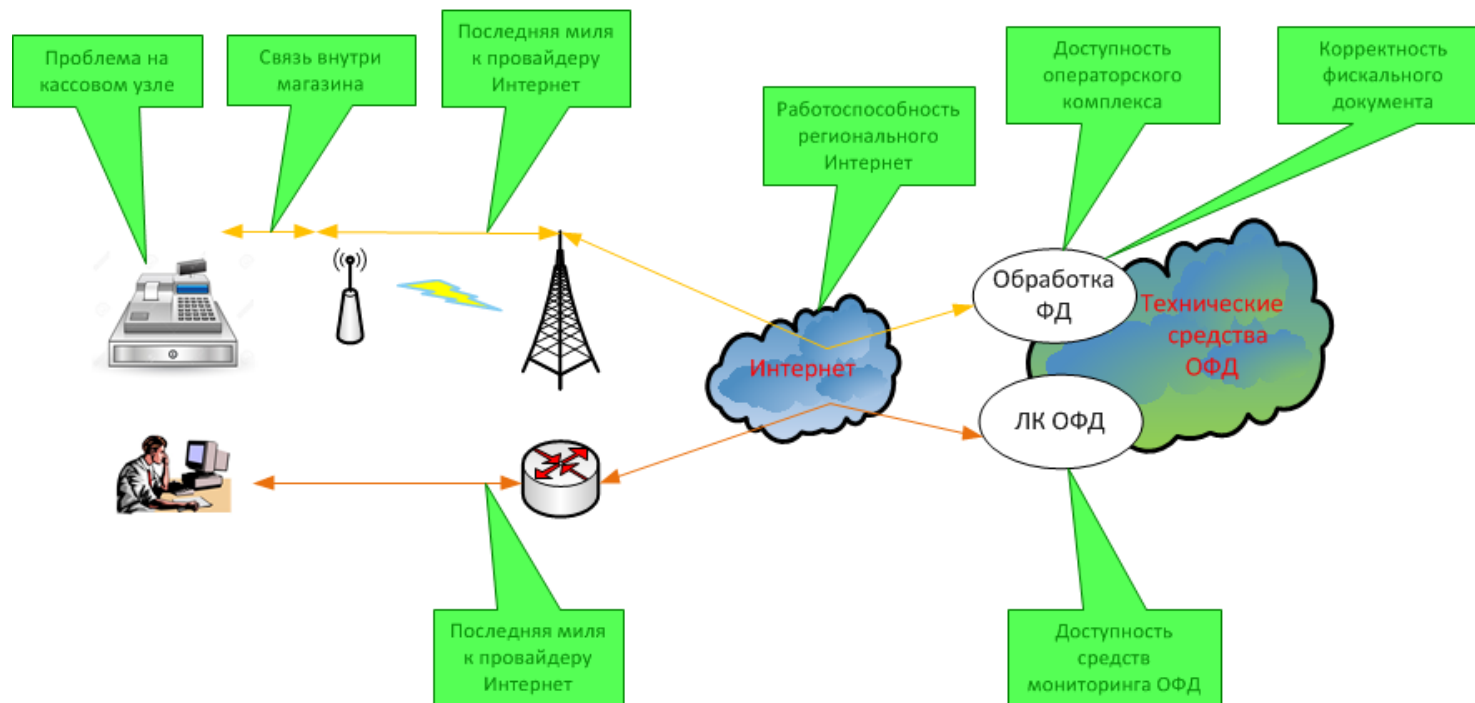 Проблема на
кассовом узле
Связь внутри
магазина
Последняя миля
к провайдеру
Интернет
Работоспособность
регионального
Интернет
Доступность
операторского
комплекса
Корректность
фискального
документа
Обработка
ФД
Технические
средства
ОФД
Интернет
ЛК ОФД
Последняя миля
к провайдеру
Интернет
Доступность
средств
мониторинга ОФД